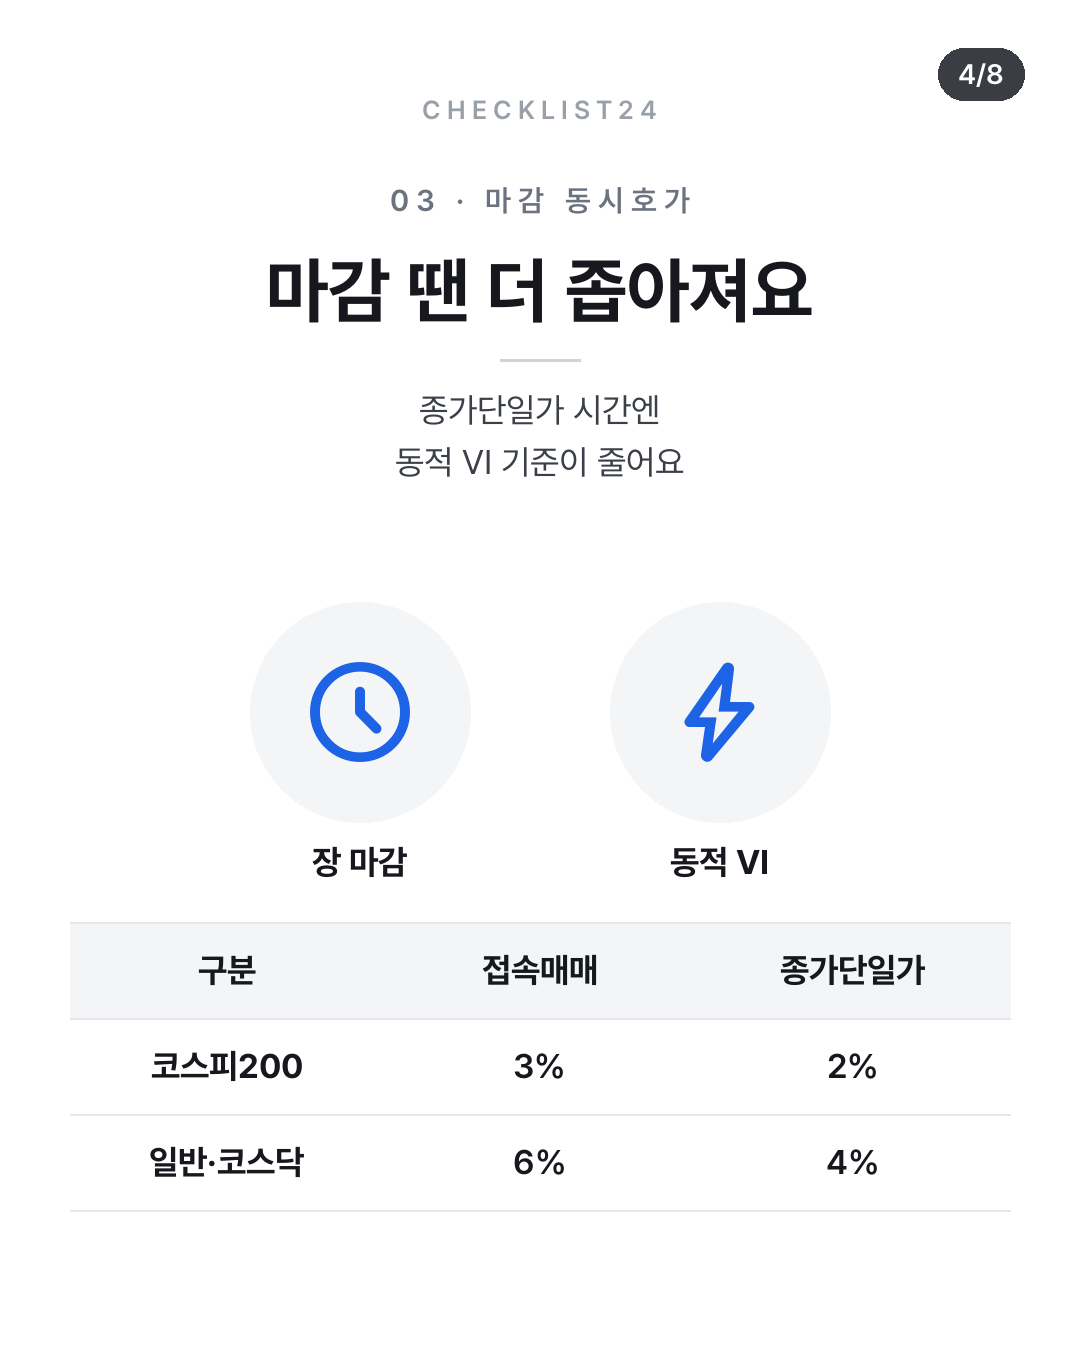 4/8
CHECKLIST24
03 · 마감 동시호가
마감 땐 더 좁아져요
종가단일가 시간엔
동적 VI 기준이 줄어요
장 마감
동적 VI
구분 접속매매 종가단일가
코스피200 3% 2%
일반·코스닥 6% 4%